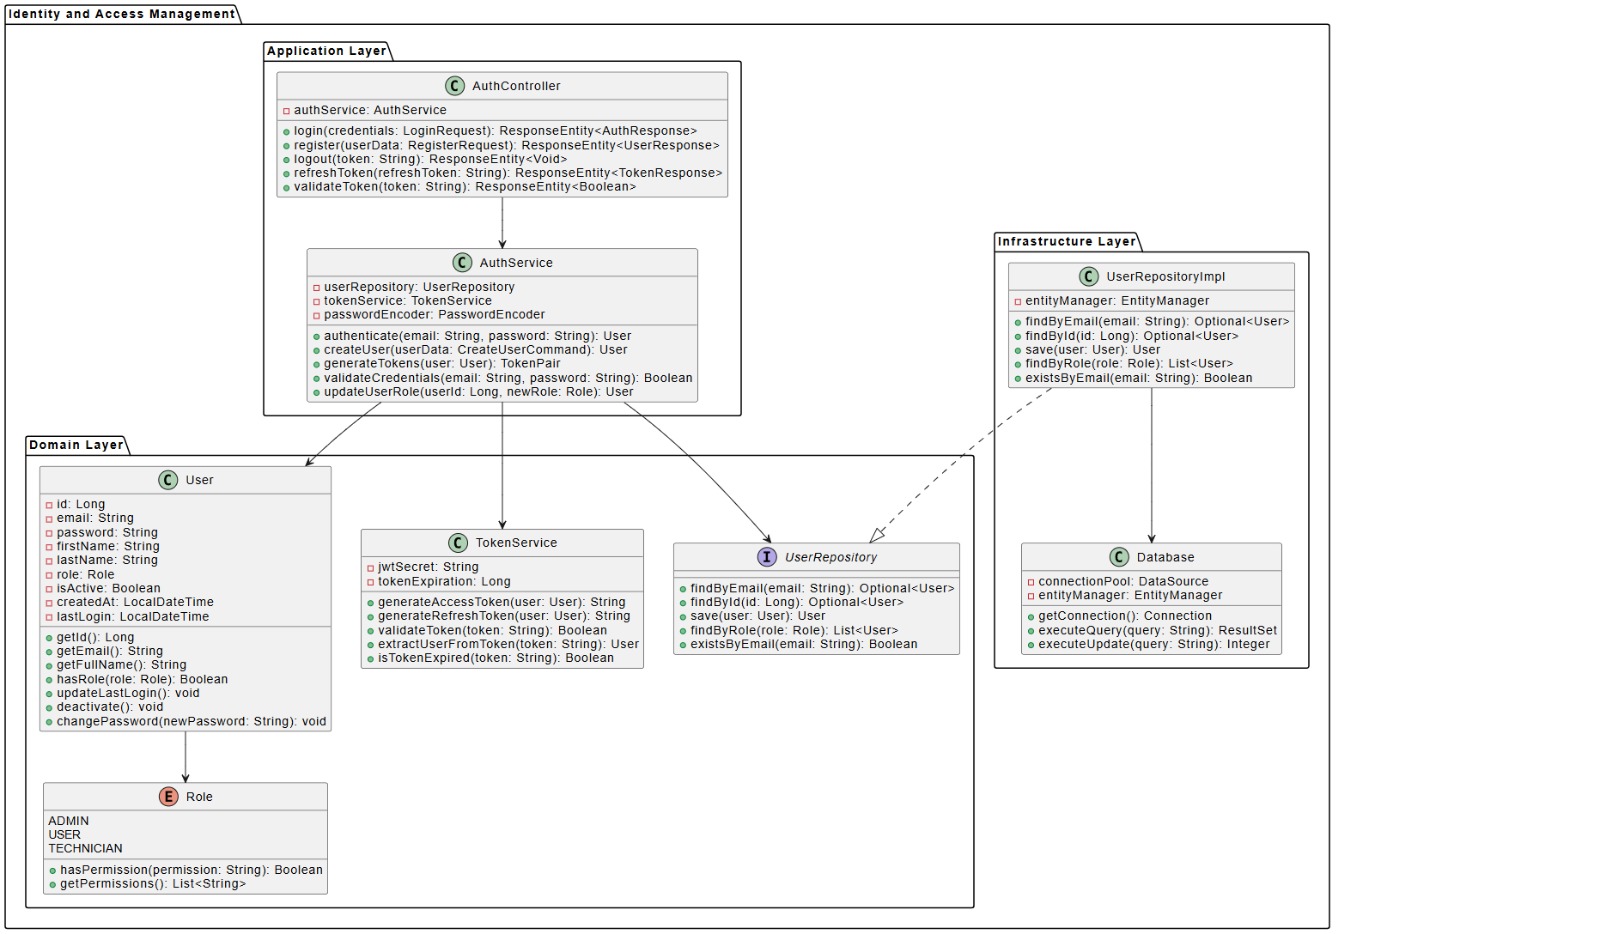 Identity and Access Management
Application Layer
C AuthController
authService: AuthService
login(credentials: LoginRequest): ResponseEntity<AuthResponse>
register(userData: RegisterRequest): ResponseEntity<UserResponse>
logout(token: String): ResponseEntity<Void>
refreshToken(refreshToken: String): ResponseEntity<TokenResponse>
validateToken(token: String): ResponseEntity<Boolean>
C AuthService
userRepository: UserRepository
tokenService: TokenService
passwordEncoder: PasswordEncoder
authenticate(email: String, password: String): User
createUser(userData: CreateUserCommand): User
generateTokens(user: User): TokenPair
validateCredentials(email: String, password: String): Boolean
updateUserRole(userId: Long, newRole: Role): User
Infrastructure Layer
C UserRepositoryImpl
entityManager: EntityManager
findByEmail(email: String): Optional<User>
findById(id: Long): Optional<User>
save(user: User): User
findByRole(role: Role): List<User>
existsByEmail(email: String): Boolean
Domain Layer
C User
id: Long
email: String
password: String
firstName: String
lastName: String
role: Role
isActive: Boolean
createdAt: LocalDateTime
lastLogin: LocalDateTime
getId(): Long
getEmail(): String
getFullName(): String
hasRole(role: Role): Boolean
updateLastLogin(): void
deactivate(): void
changePassword(newPassword: String): void
C TokenService
jwtSecret: String
tokenExpiration: Long
generateAccessToken(user: User): String
generateRefreshToken(user: User): String
validateToken(token: String): Boolean
extractUserFromToken(token: String): User
isTokenExpired(token: String): Boolean
I UserRepository
findByEmail(email: String): Optional<User>
findById(id: Long): Optional<User>
save(user: User): User
findByRole(role: Role): List<User>
existsByEmail(email: String): Boolean
C Database
connectionPool: DataSource
entityManager: EntityManager
getConnection(): Connection
executeQuery(query: String): ResultSet
executeUpdate(query: String): Integer
E Role
ADMIN
USER
TECHNICIAN
hasPermission(permission: String): Boolean
getPermissions(): List<String>